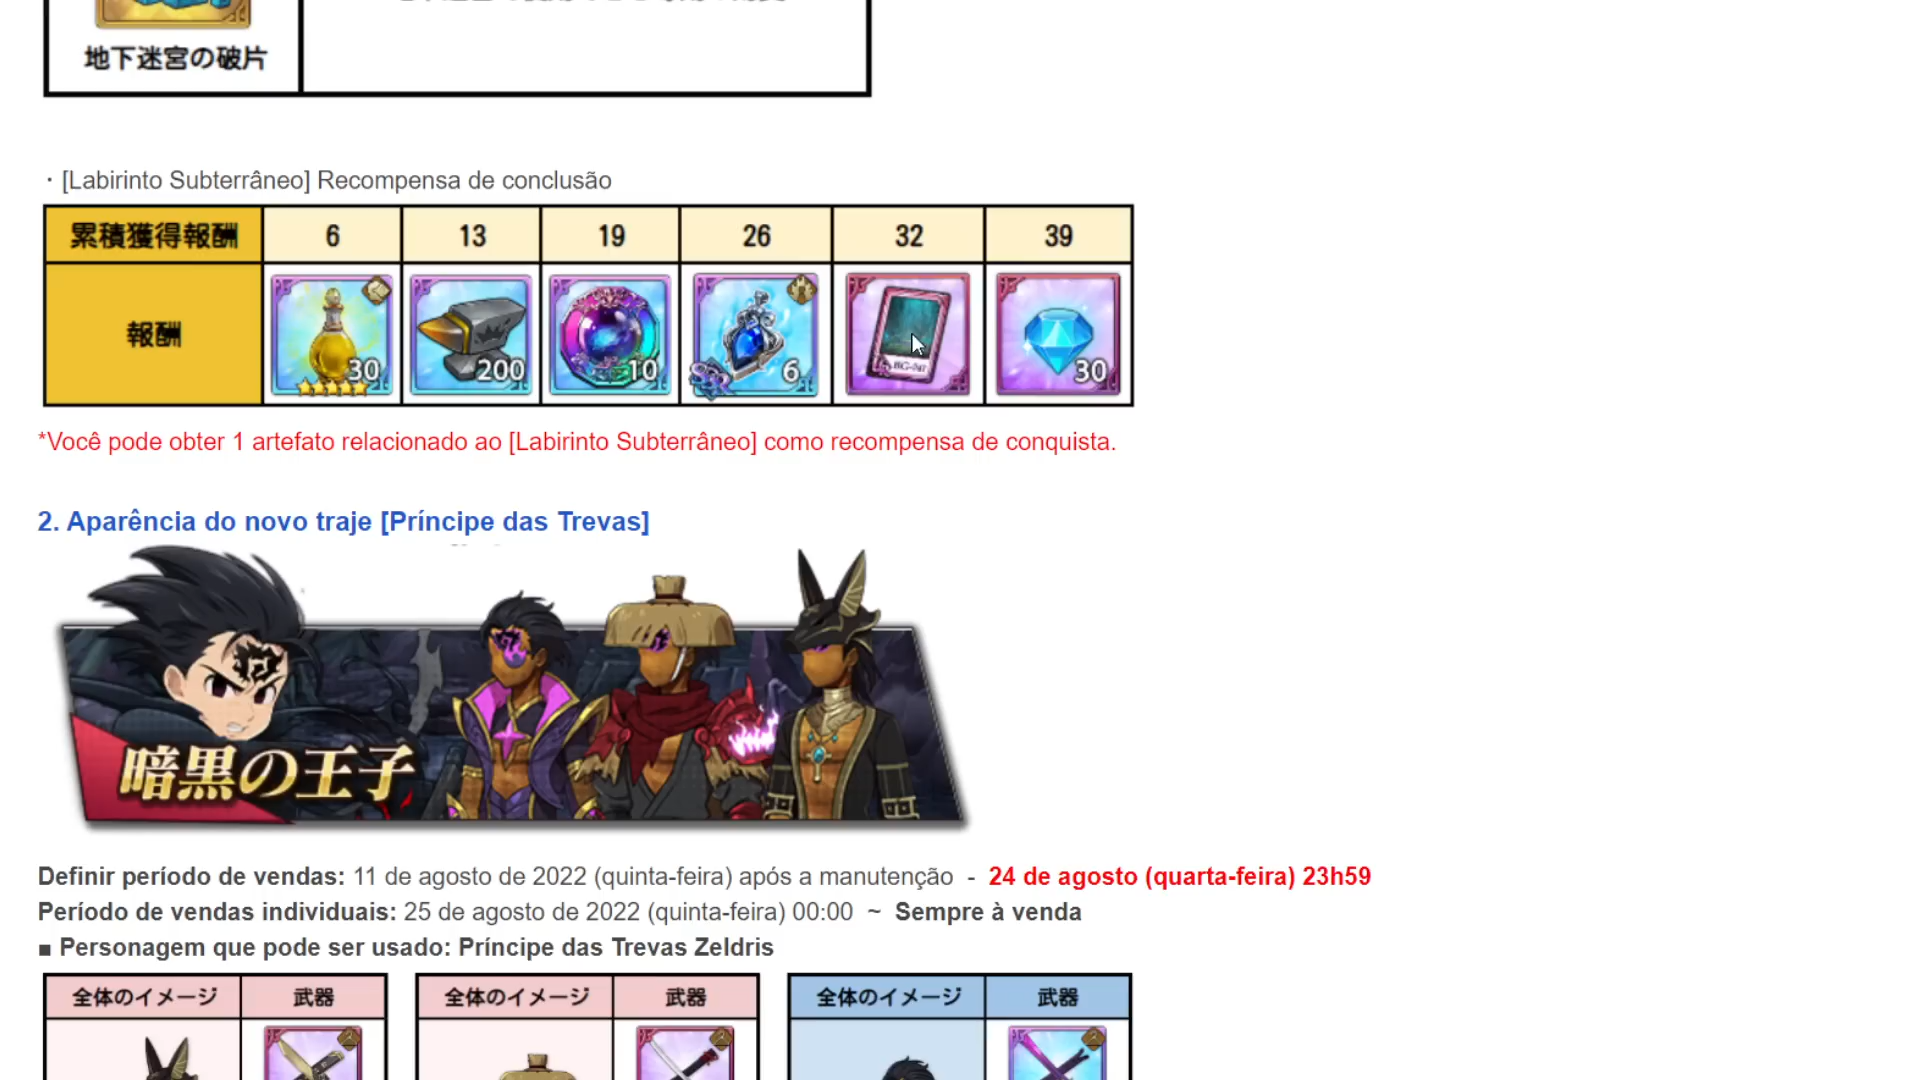 地下迷宮の破片
・[Labirinto Subterrâneo] Recompensa de conclusão
累積獲得報酬 6 13 19 26 32 39
報酬 30 200 10 6 30
*Você pode obter 1 artefato relacionado ao [Labirinto Subterrâneo] como recompensa de conquista.
2. Aparência do novo traje [Príncipe das Trevas]
暗黒の王子
Definir período de vendas: 11 de agosto de 2022 (quinta-feira) após a manutenção - 24 de agosto (quarta-feira) 23h59
Período de vendas individuais: 25 de agosto de 2022 (quinta-feira) 00:00 ~ Sempre à venda
■ Personagem que pode ser usado: Príncipe das Trevas Zeldris
全体のイメージ 武器 全体のイメージ 武器 全体のイメージ 武器